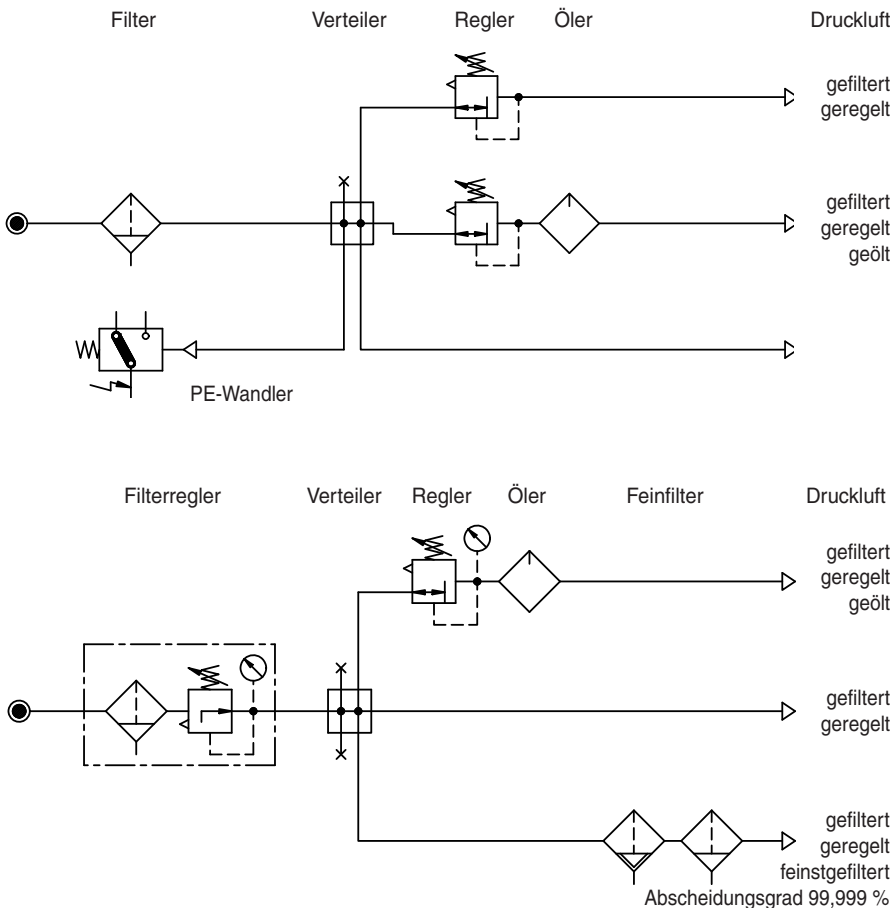 Filter Verteiler Regler Öler Druckluft
gefiltert
geregelt
gefiltert
geregelt
geölt
PE-Wandler
Filterregler Verteiler Regler Öler Feinfilter Druckluft
gefiltert
geregelt
geölt
gefiltert
geregelt
gefiltert
geregelt
feinstgefiltert
Abscheidungsgrad 99,999 %